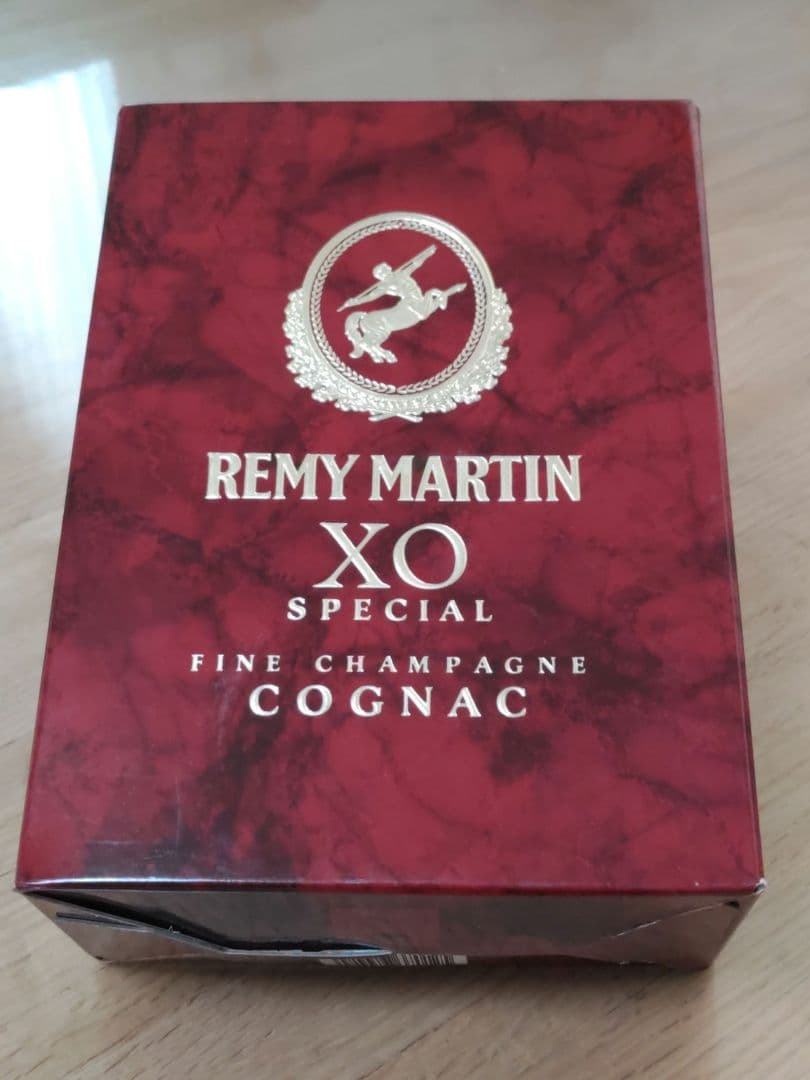 REMY MARTIN
XO
SPECIAL
FINE CHAMPAGNE
COGNAC